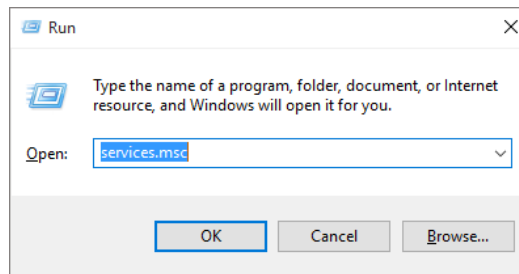 Run
Type the name of a program, folder, document, or Internet
resource, and Windows will open it for you.
Open: services.msc
OK Cancel Browse...